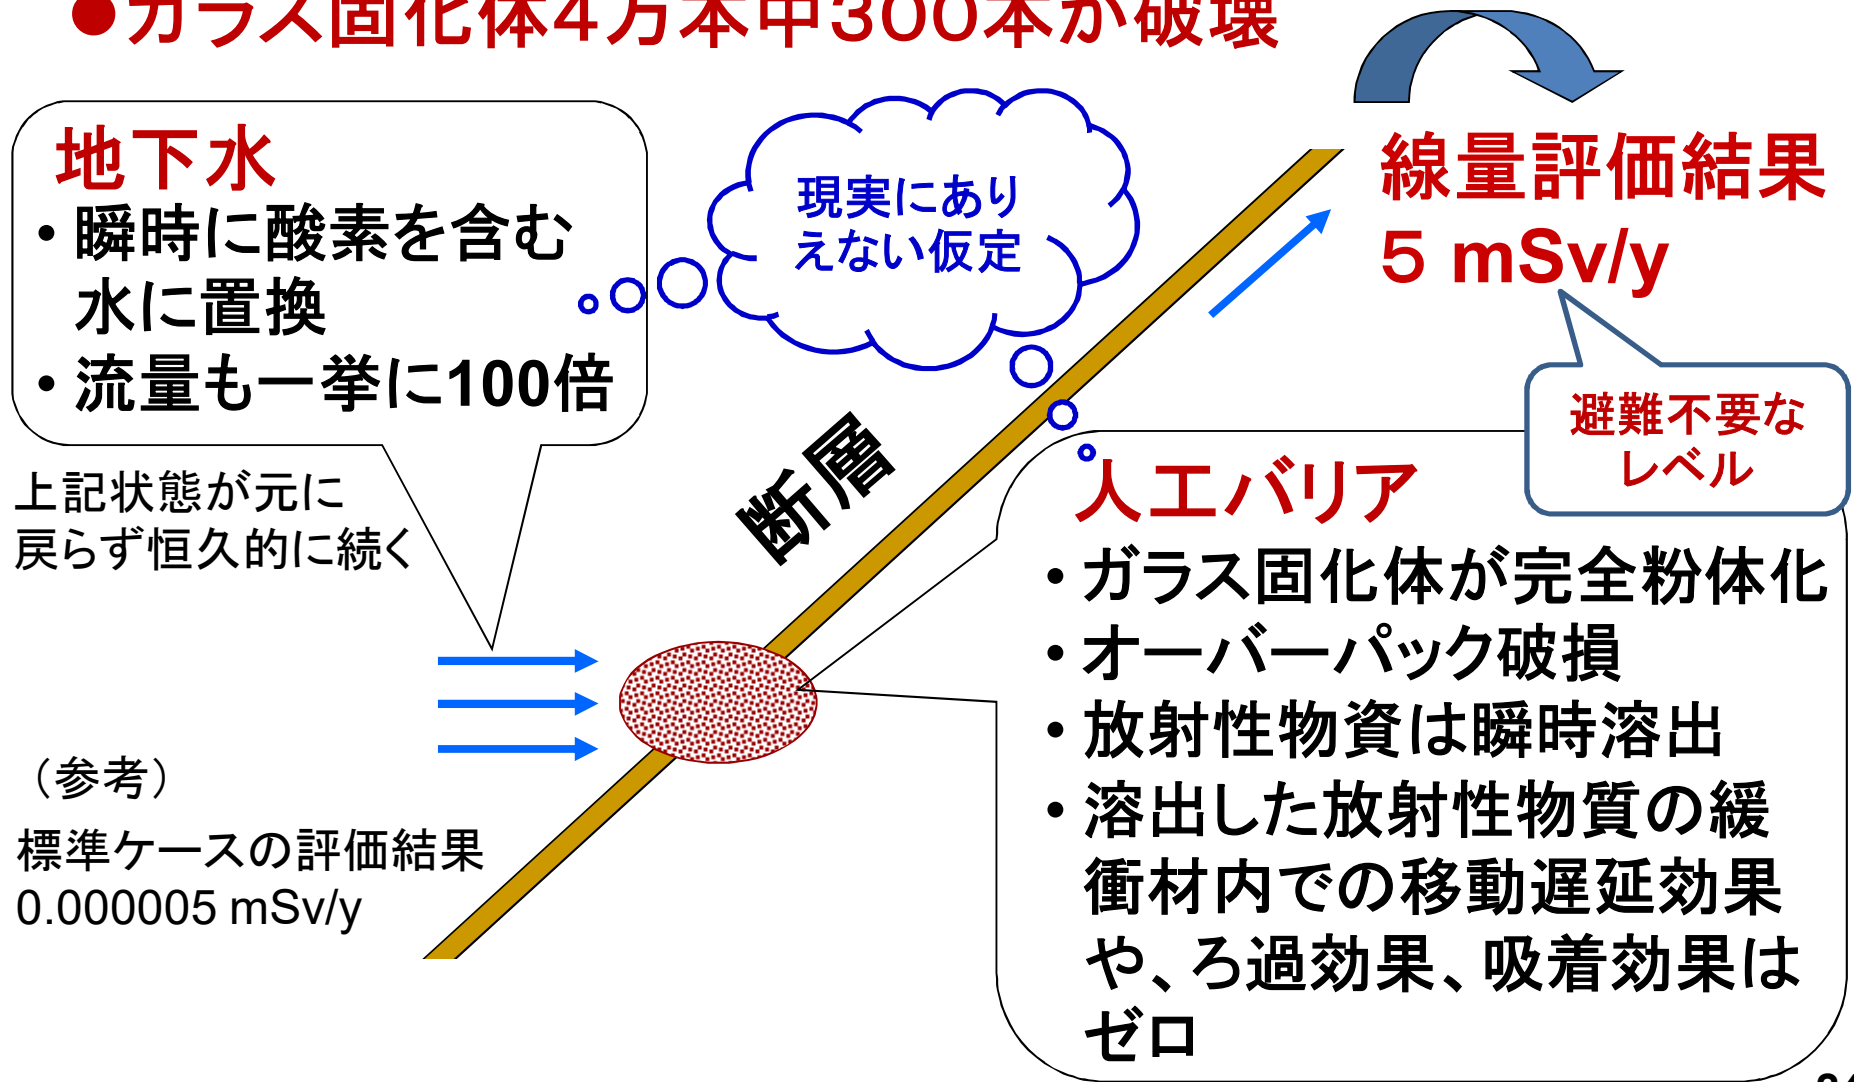 ●ガラス固化体４万本中３００本が破壊
地下水
・瞬時に酸素を含む
水に置換
・流量も一挙に100倍
現実にあり
えない仮定
線量評価結果
５ mSv/y
避難不要な
レベル
上記状態が元に
戻らず恒久的に続く
断層
人工バリア
・ガラス固化体が完全粉体化
・オーバーパック破損
・放射性物資は瞬時溶出
・溶出した放射性物質の緩
衝材内での移動遅延効果
や、ろ過効果、吸着効果は
ゼロ
（参考）
標準ケースの評価結果
0.000005 mSv/y